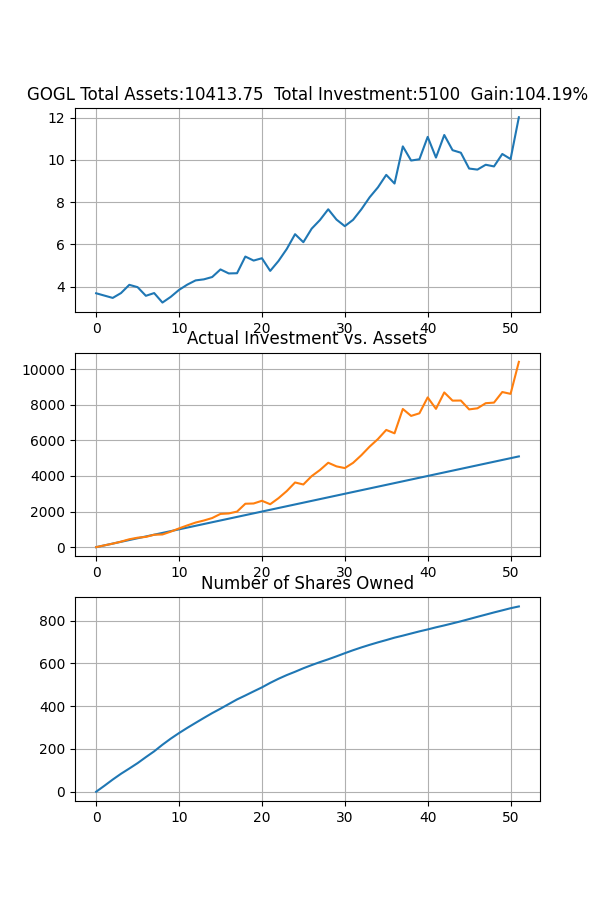 GOGL Total Assets:10413.75  Total Investment:5100  Gain:104.19%
12
10
8
6
4
0 10 20 30 40 50
Actual Investment vs. Assets
10000
8000
6000
4000
2000
0
0 10 20 30 40 50
Number of Shares Owned
800
600
400
200
0
0 10 20 30 40 50